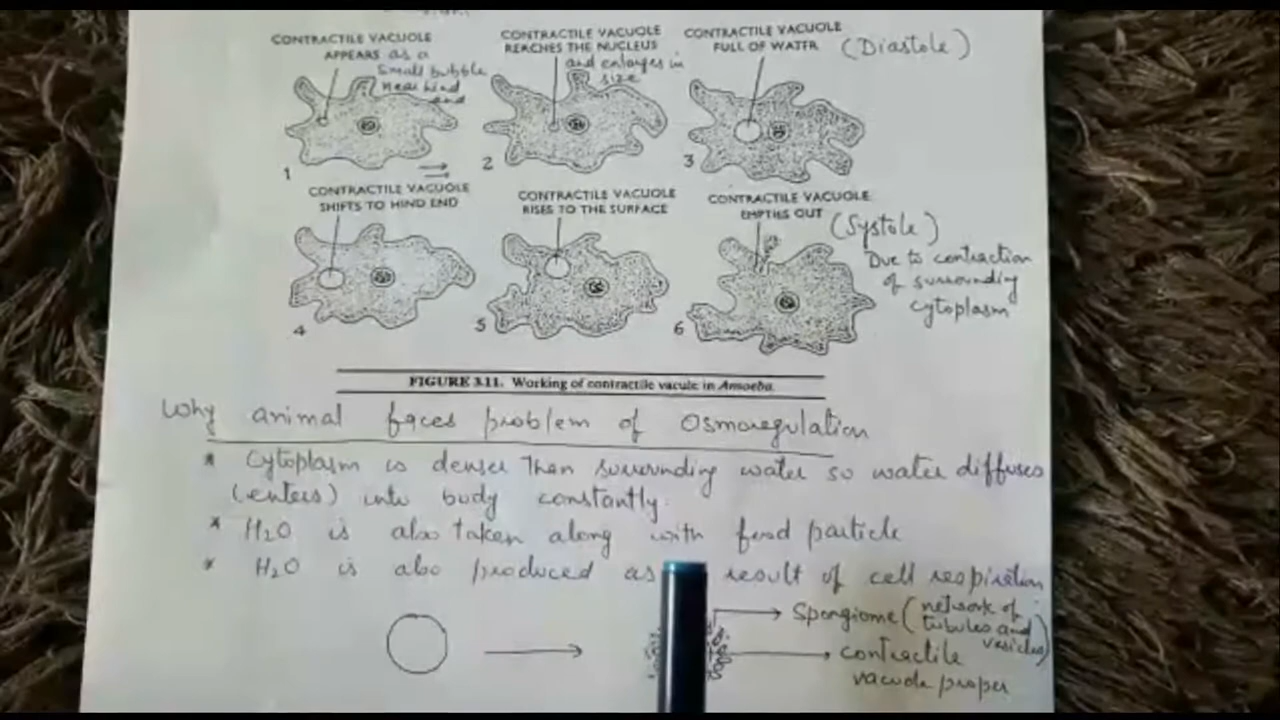 CONTRACTILE VACUOLE
APPEARS as a
small bubble
near hind
end
1
CONTRACTILE VACUOLE
REACHES THE NUCLEUS
and enlarges in
size
2
CONTRACTILE VACUOLE
FULL OF WATER (Diastole)
3
CONTRACTILE VACUOLE
SHIFTS TO HIND END
4
CONTRACTILE VACUOLE
RISES TO THE SURFACE
5
CONTRACTILE VACUOLE
EMPTIES OUT (Systole)
Due to contraction
of surrounding
cytoplasm
6
FIGURE 3.11. Working of contractile vacule in Amoeba.
Why animal faces problem of Osmoregulation
* Cytoplasm is denser then surrounding water so water diffuses
(enters) into body constantly.
* H2O is also taken along with food particle
* H2O is also produced as result of cell respiration
Spongiome (network of
tubules and
vesicles)
contractile
vacuole proper